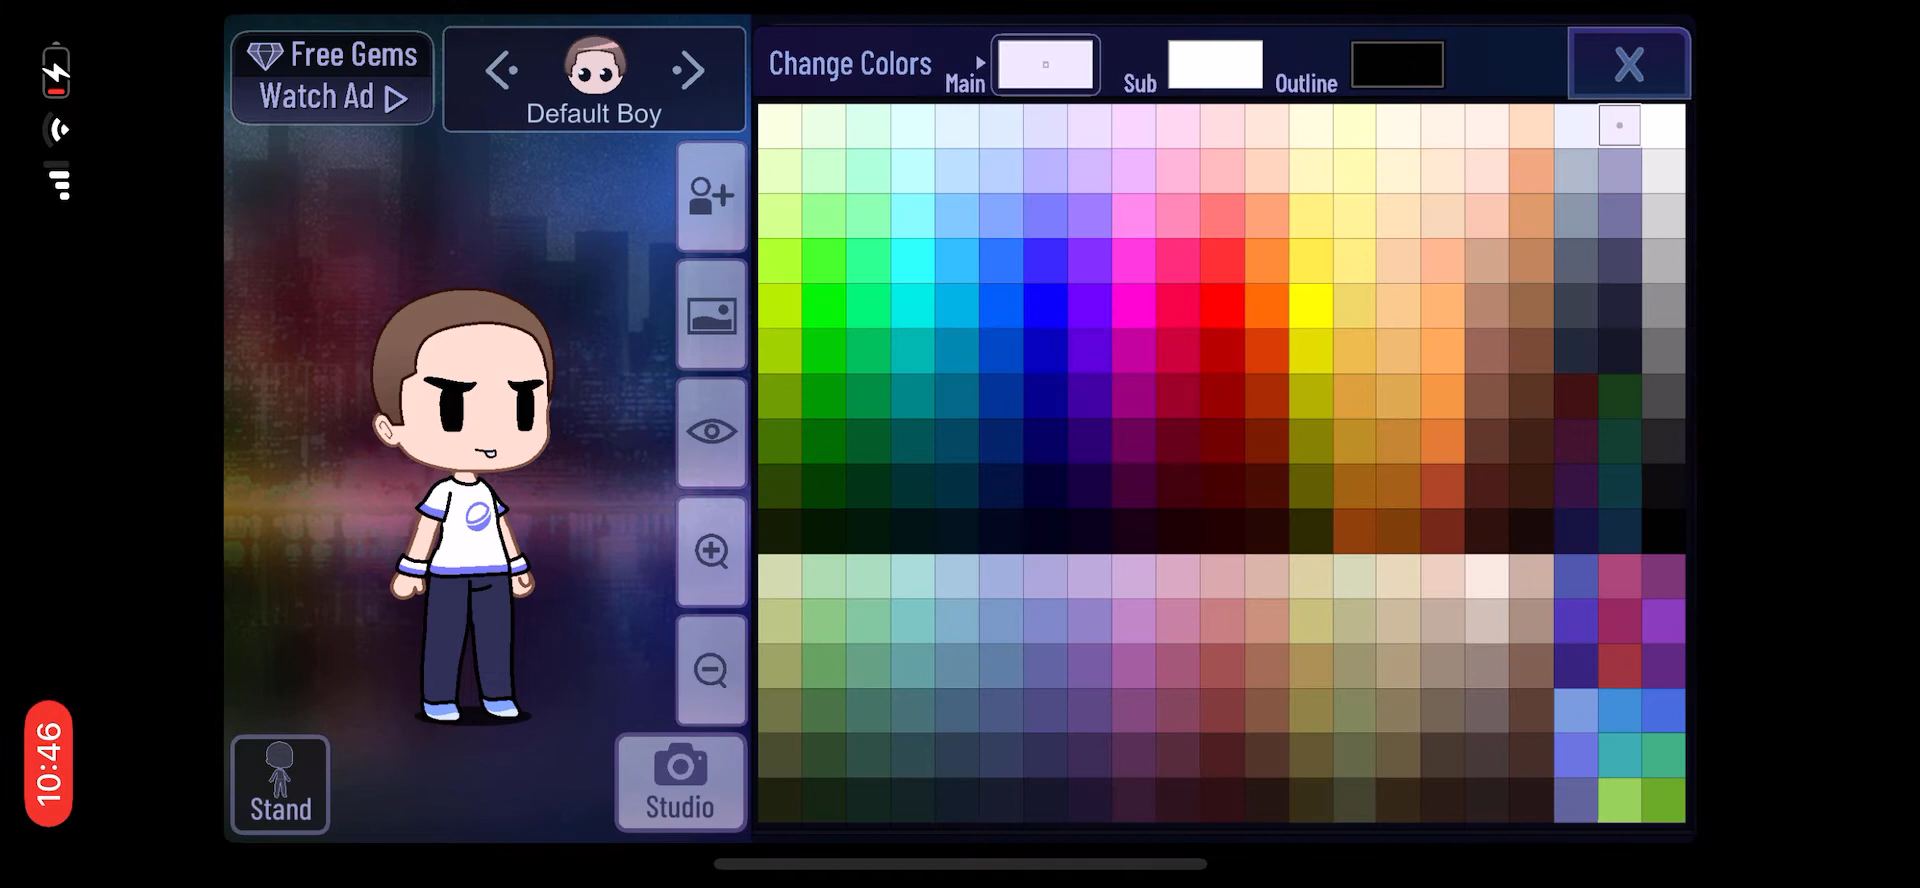 Free Gems
Watch Ad
Default Boy
Change Colors
Main
Sub
Outline
X
10:46
Stand
Studio